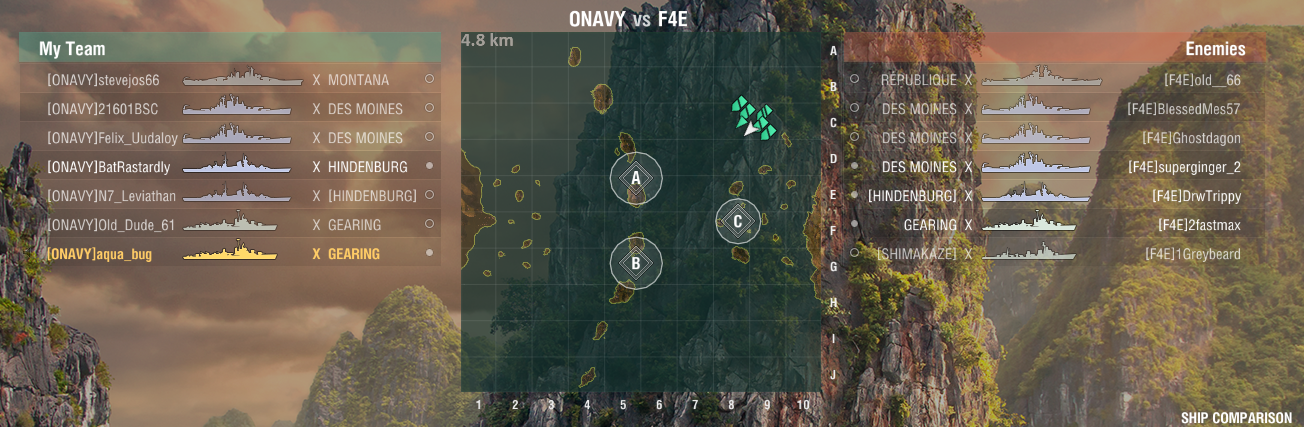 ONAVY vs F4E
My Team
4.8 km
Enemies
[ONAVY]stevejos66 X MONTANA
[ONAVY]21601BSC X DES MOINES
[ONAVY]Felix_Uudaloy X DES MOINES
[ONAVY]BatRastardly X HINDENBURG
[ONAVY]N7_Leviathan X [HINDENBURG]
[ONAVY]Old_Dude_61 X GEARING
[ONAVY]aqua_bug X GEARING
A
B
C
A
B
C
D
E
F
G
H
I
J
1 2 3 4 5 6 7 8 9 10
RÉPUBLIQUE X [F4E]old__66
DES MOINES X [F4E]BlessedMes57
DES MOINES X [F4E]Ghostdagon
DES MOINES X [F4E]superginger_2
[HINDENBURG] X [F4E]DrwTrippy
GEARING X [F4E]2fastmax
[SHIMAKAZE] X [F4E]1Greybeard
SHIP COMPARISON